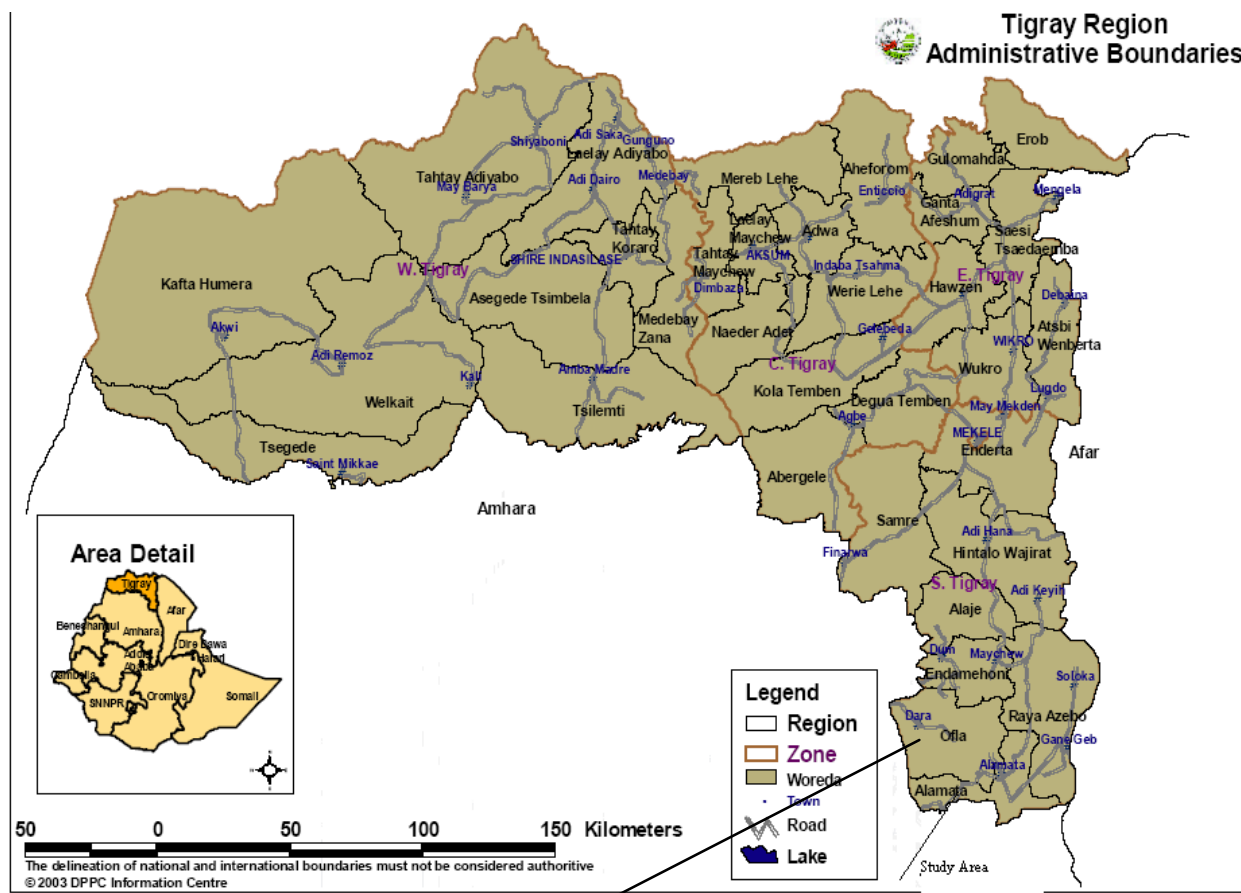 Tigray Region
Administrative Boundaries
Erob
Gulomahda
Shiyaboni
Adi Saka
Gunguno
Laelay Adiyabo
Aheforom
Mereb Lehe
Tahtay Adiyabo
May Barya
Adi Dairo
Medebay
Enticcio
Adigrat
Mengela
Ganta
Afeshum
Laelay
Maychew
Adwa
Saesi
Tsaedaemba
Tahtay
Koraro
AKSUM
SHIRE INDASILASE
Tahtay
Maychew
Indaba Tsahma
W. Tigray
E. Tigray
Kafta Humera
Dimbaza
Werie Lehe
Hawzen
Debaina
Asegede Tsimbela
Medebay
Zana
Naeder Adet
Gelebeda
Atsbi
Wenberta
Akwi
Adi Remoz
WIKRO
C. Tigray
Wukro
Kali
Amba Madre
Kola Temben
Lugdo
Welkait
Tsilemti
Degua Temben
May Mekden
Agbe
MEKELE
Enderta
Afar
Tsegede
Saint Mikkae
Abergele
Amhara
Samre
Adi Hana
Finarwa
Hintalo Wajirat
S. Tigray
Adi Keyih
Alaje
Dum
Maychew
Endamehoni
Soloka
Dara
Raya Azebo
Ofla
Gane Geb
Alamata
Alamata
Study Area
Area Detail
Tigray
Afar
Amhara
Dire Dawa
Harari
Addis
Ababa
Oromiya
Somali
SNNPR
Legend
Region
Zone
Woreda
Town
Road
Lake
50 0 50 100 150 Kilometers
The delineation of national and international boundaries must not be considered authoritive
© 2003 DPPC Information Centre